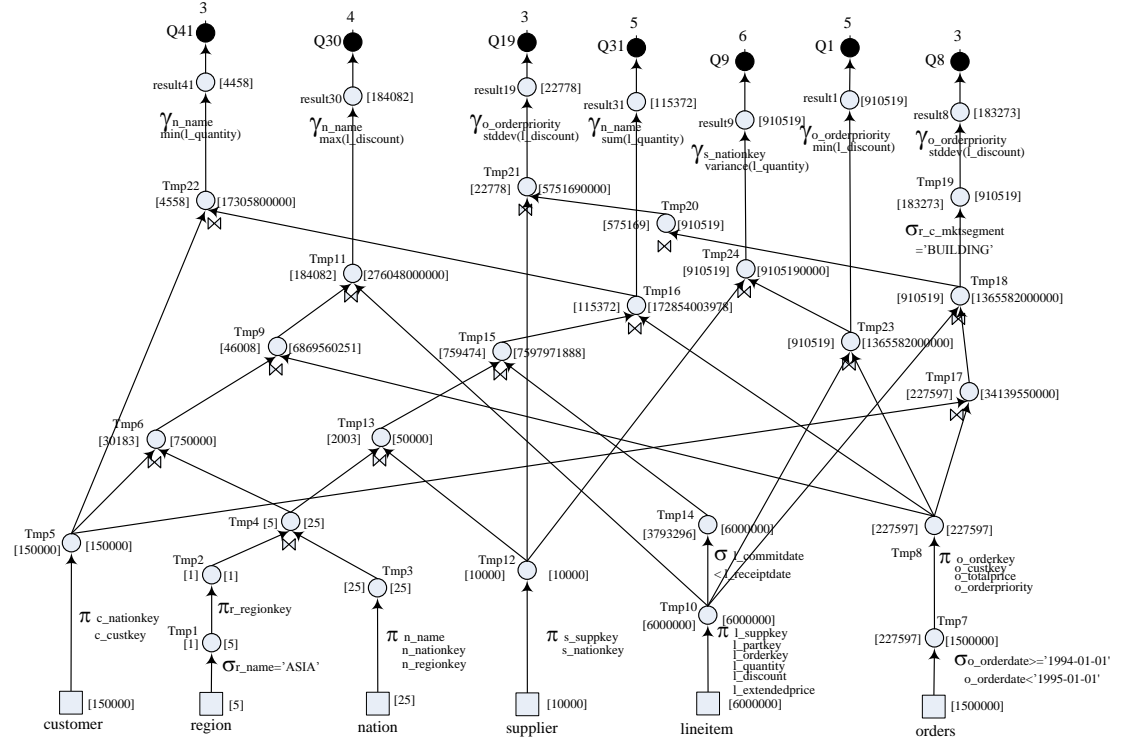 3 4 3 5 6 5 3
Q41 Q30 Q19 Q31 Q9 Q1 Q8
result41 [4458]
result30 [184082]
result19 [22778]
result31 [115372]
result9 [910519]
result1 [910519]
result8 [183273]
γ n_name
min(l_quantity)
γ n_name
max(l_discount)
γ o_orderpriority
stddev(l_discount)
γ n_name
sum(l_quantity)
γ s_nationkey
variance(l_quantity)
γ o_orderpriority
min(l_discount)
γ o_orderpriority
stddev(l_discount)
Tmp22
[4558] [17305800000]
⋈
Tmp21
[22778] [5751690000]
⋈
Tmp20
[575169] [910519]
⋈
Tmp19
[183273] [910519]
σ r_c_mktsegment
='BUILDING'
Tmp11
[184082] [276048000000]
⋈
Tmp24
[910519] [9105190000]
⋈
Tmp16
[115372] [172854003978]
⋈
Tmp18
[910519] [1365582000000]
⋈
Tmp9
[46008] [6869560251]
⋈
Tmp15
[759474] [7597971888]
⋈
Tmp23
[910519] [1365582000000]
⋈
Tmp17
[227597] [34139550000]
⋈
Tmp6
[30183] [750000]
⋈
Tmp13
[2003] [50000]
⋈
Tmp5
[150000] [150000]
Tmp4 [5] [25]
⋈
Tmp14
[3793296] [6000000]
σ l_commitdate
< l_receiptdate
[227597] [227597]
Tmp8
π o_orderkey
o_custkey
o_totalprice
o_orderpriority
Tmp2
[1] [1]
Tmp3
[25] [25]
Tmp12
[10000] [10000]
π c_nationkey
c_custkey
π r_regionkey
Tmp1
[1] [5]
σ r_name='ASIA'
π n_name
n_nationkey
n_regionkey
π s_suppkey
s_nationkey
Tmp10
[6000000] [6000000]
π l_suppkey
l_partkey
l_orderkey
l_quantity
l_discount
l_extendedprice
Tmp7
[227597] [1500000]
σ o_orderdate>='1994-01-01'
o_orderdate<'1995-01-01'
[150000] [5] [25] [10000] [6000000] [1500000]
customer region nation supplier lineitem orders